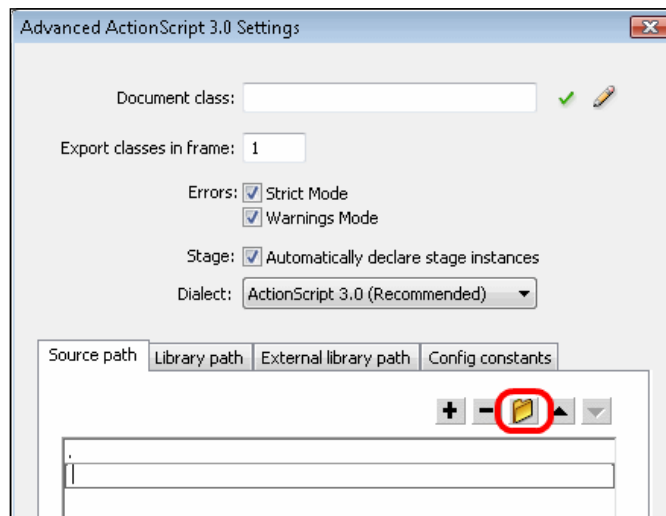 Advanced ActionScript 3.0 Settings
Document class:
Export classes in frame: 1
Errors: Strict Mode
Warnings Mode
Stage: Automatically declare stage instances
Dialect: ActionScript 3.0 (Recommended)
Source path Library path External library path Config constants
.